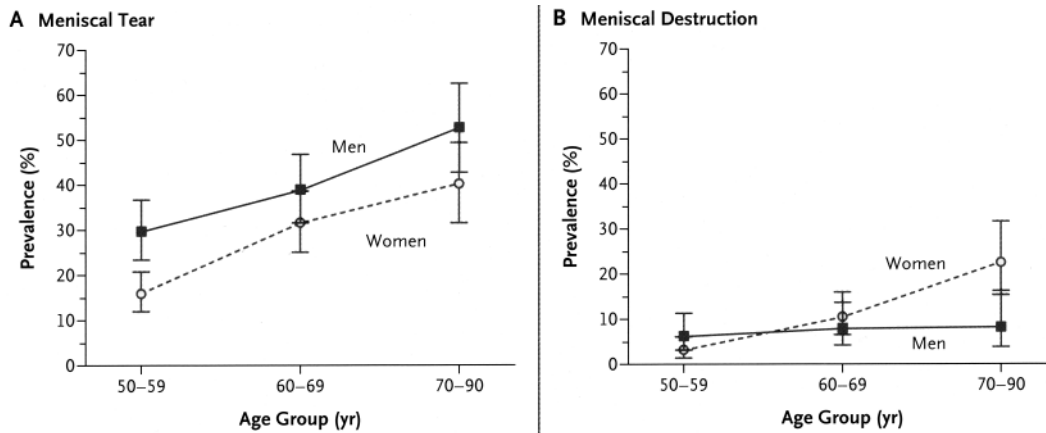 A Meniscal Tear
70
60
50
40
30
20
10
0
Prevalence (%)
Men
Women
50–59
60–69
70–90
Age Group (yr)
B Meniscal Destruction
70
60
50
40
30
20
10
0
Prevalence (%)
Women
Men
50–59
60–69
70–90
Age Group (yr)